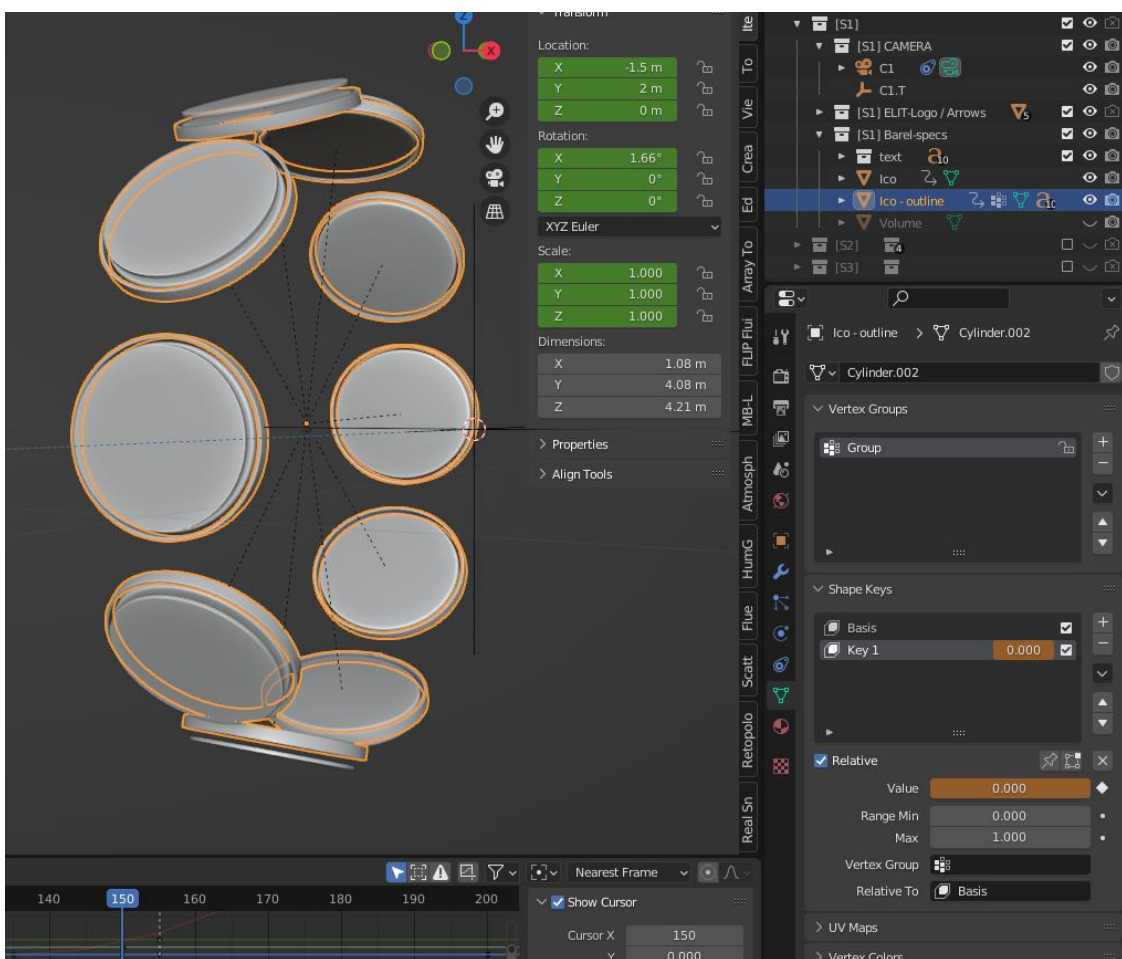 Transform
Location:
X -1.5 m
Y 2 m
Z 0 m
Rotation:
X 1.66°
Y 0°
Z 0°
XYZ Euler
Scale:
X 1.000
Y 1.000
Z 1.000
Dimensions:
X 1.08 m
Y 4.08 m
Z 4.21 m
Properties
Align Tools
Z
X
Ite
To
Vie
Crea
Ed
Array To
FLIP Flui
MB-L
Atmosph
HumG
Flue
Scatt
Retopolo
Real Sn
[S1]
[S1] CAMERA
C1
C1.T
[S1] ELIT-Logo / Arrows 5
[S1] Barel-specs
text 10
Ico
Ico - outline 10
Volume
[S2] 4
[S3]
Ico - outline > Cylinder.002
Cylinder.002
Vertex Groups
Group
Shape Keys
Basis
Key 1 0.000
Relative
Value 0.000
Range Min 0.000
Max 1.000
Vertex Group
Relative To Basis
UV Maps
Vertex Colors
Nearest Frame
140 150 160 170 180 190 200
Show Cursor
Cursor X 150
Y 0.000